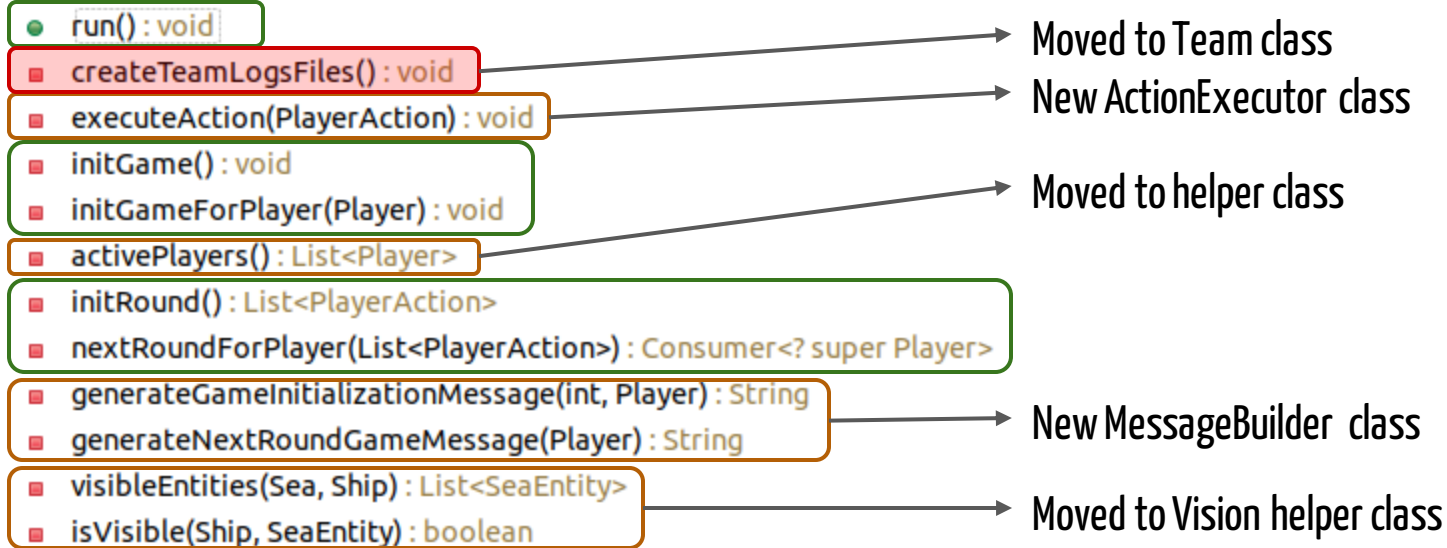 run() : void
createTeamLogsFiles() : void
Moved to Team class
executeAction(PlayerAction) : void
New ActionExecutor class
initGame() : void
initGameForPlayer(Player) : void
Moved to helper class
activePlayers() : List<Player>
initRound() : List<PlayerAction>
nextRoundForPlayer(List<PlayerAction>) : Consumer<? super Player>
generateGameInitializationMessage(int, Player) : String
generateNextRoundGameMessage(Player) : String
New MessageBuilder class
visibleEntities(Sea, Ship) : List<SeaEntity>
isVisible(Ship, SeaEntity) : boolean
Moved to Vision helper class